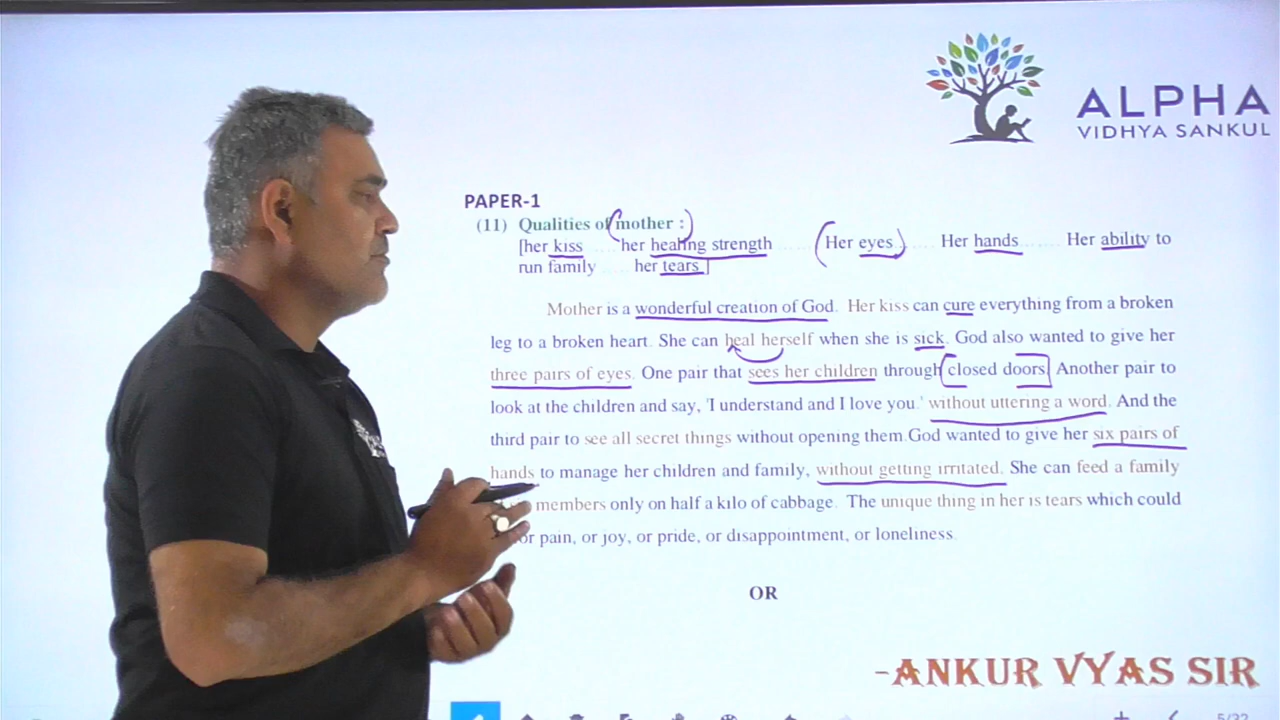 ALPHA
VIDHYA SANKUL
PAPER-1
(11) Qualities of mother :
[her kiss ...... her healing strength ...... Her eyes ...... Her hands ...... Her ability to
run family ...... her tears ]
Mother is a wonderful creation of God. Her kiss can cure everything from a broken
leg to a broken heart. She can heal herself when she is sick. God also wanted to give her
three pairs of eyes. One pair that sees her children through closed doors. Another pair to
look at the children and say, 'I understand and I love you.' without uttering a word. And the
third pair to see all secret things without opening them.God wanted to give her six pairs of
hands to manage her children and family, without getting irritated. She can feed a family
members only on half a kilo of cabbage. The unique thing in her is tears which could
or pain, or joy, or pride, or disappointment, or loneliness.
OR
-ANKUR VYAS SIR
5/22